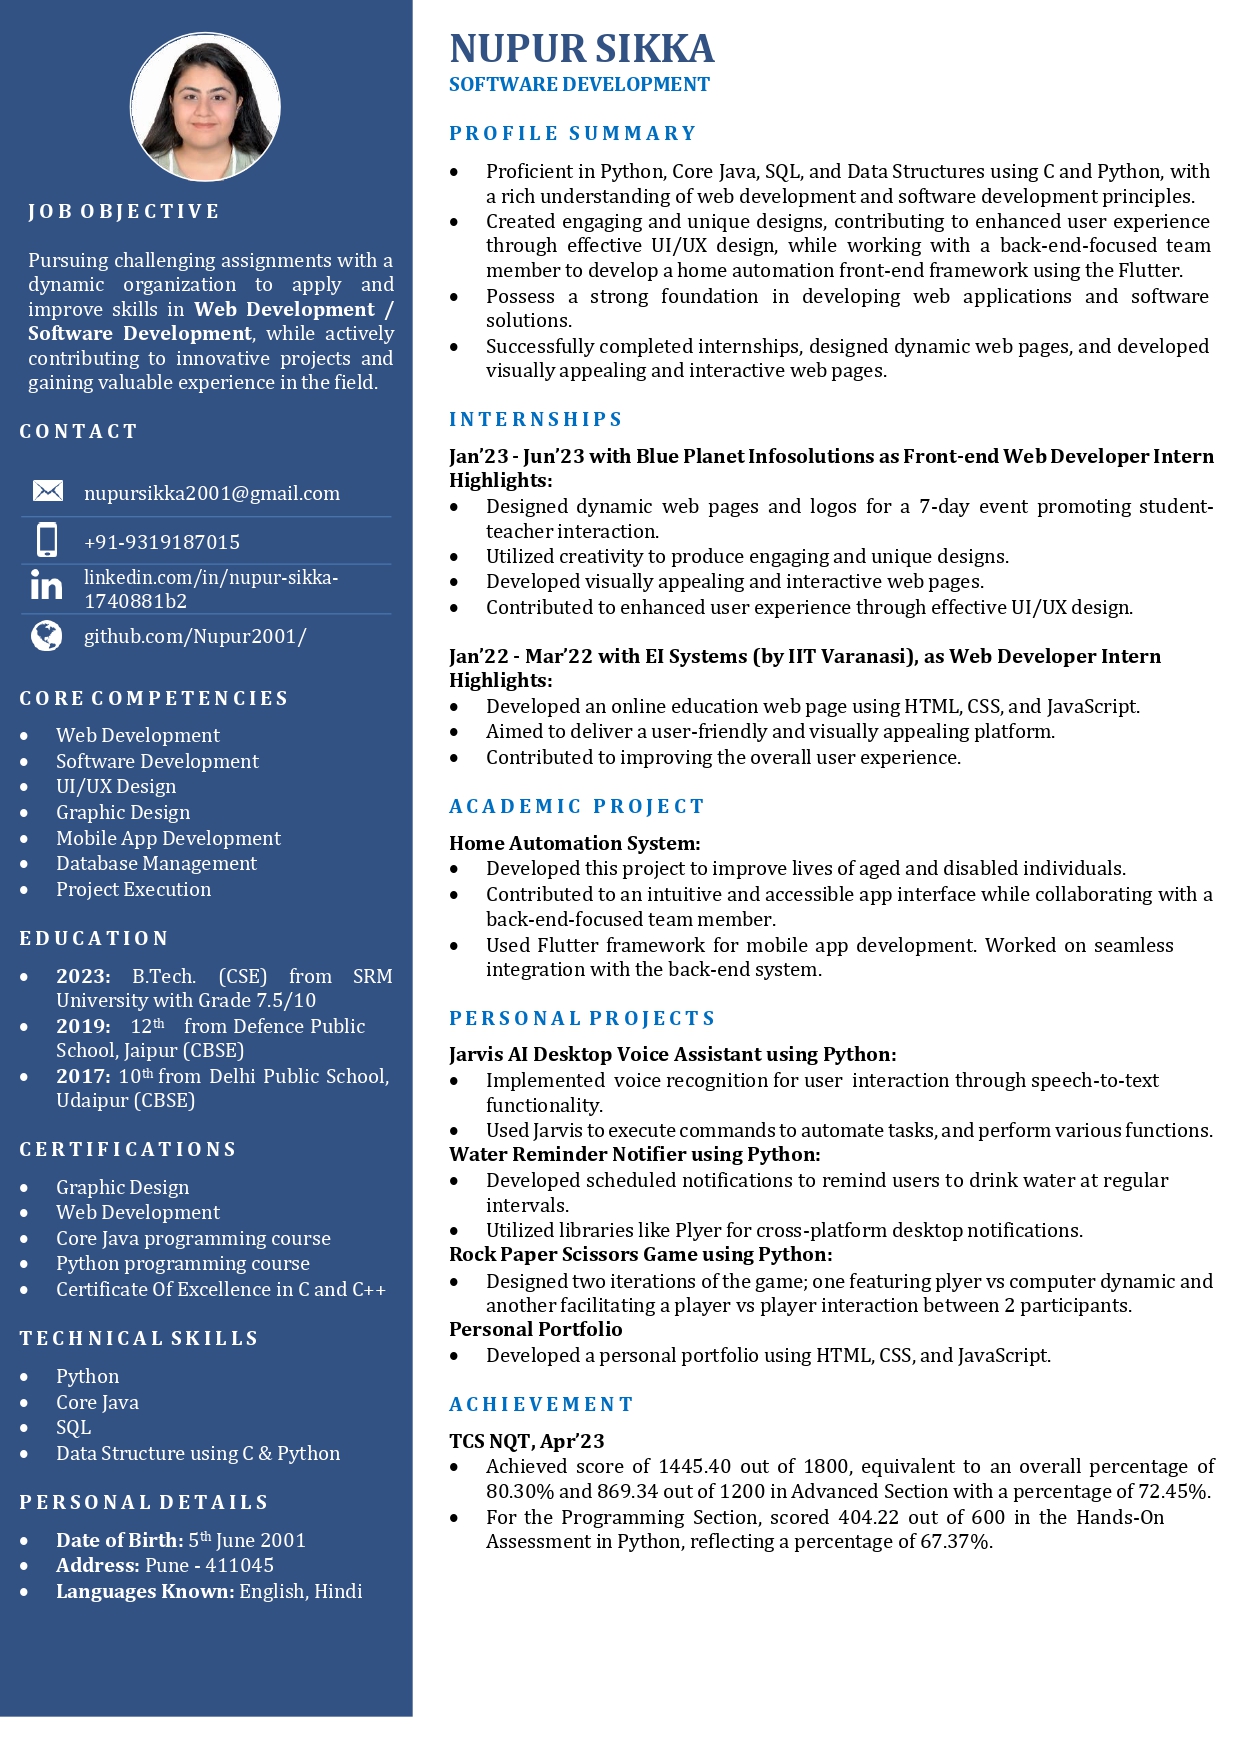 JOB OBJECTIVE
Pursuing challenging assignments with a
dynamic organization to apply and
improve skills in Web Development /
Software Development, while actively
contributing to innovative projects and
gaining valuable experience in the field.
CONTACT
nupursikka2001@gmail.com
+91-9319187015
linkedin.com/in/nupur-sikka-
1740881b2
github.com/Nupur2001/
CORE COMPETENCIES
• Web Development
• Software Development
• UI/UX Design
• Graphic Design
• Mobile App Development
• Database Management
• Project Execution
EDUCATION
• 2023: B.Tech. (CSE) from SRM
University with Grade 7.5/10
• 2019: 12th from Defence Public
School, Jaipur (CBSE)
• 2017: 10th from Delhi Public School,
Udaipur (CBSE)
CERTIFICATIONS
• Graphic Design
• Web Development
• Core Java programming course
• Python programming course
• Certificate Of Excellence in C and C++
TECHNICAL SKILLS
• Python
• Core Java
• SQL
• Data Structure using C & Python
PERSONAL DETAILS
• Date of Birth: 5th June 2001
• Address: Pune - 411045
• Languages Known: English, Hindi
NUPUR SIKKA
SOFTWARE DEVELOPMENT
PROFILE SUMMARY
• Proficient in Python, Core Java, SQL, and Data Structures using C and Python, with
a rich understanding of web development and software development principles.
• Created engaging and unique designs, contributing to enhanced user experience
through effective UI/UX design, while working with a back-end-focused team
member to develop a home automation front-end framework using the Flutter.
• Possess a strong foundation in developing web applications and software
solutions.
• Successfully completed internships, designed dynamic web pages, and developed
visually appealing and interactive web pages.
INTERNSHIPS
Jan’23 - Jun’23 with Blue Planet Infosolutions as Front-end Web Developer Intern
Highlights:
• Designed dynamic web pages and logos for a 7-day event promoting student-
teacher interaction.
• Utilized creativity to produce engaging and unique designs.
• Developed visually appealing and interactive web pages.
• Contributed to enhanced user experience through effective UI/UX design.
Jan’22 - Mar’22 with EI Systems (by IIT Varanasi), as Web Developer Intern
Highlights:
• Developed an online education web page using HTML, CSS, and JavaScript.
• Aimed to deliver a user-friendly and visually appealing platform.
• Contributed to improving the overall user experience.
ACADEMIC PROJECT
Home Automation System:
• Developed this project to improve lives of aged and disabled individuals.
• Contributed to an intuitive and accessible app interface while collaborating with a
back-end-focused team member.
• Used Flutter framework for mobile app development. Worked on seamless
integration with the back-end system.
PERSONAL PROJECTS
Jarvis AI Desktop Voice Assistant using Python:
• Implemented voice recognition for user interaction through speech-to-text
functionality.
• Used Jarvis to execute commands to automate tasks, and perform various functions.
Water Reminder Notifier using Python:
• Developed scheduled notifications to remind users to drink water at regular
intervals.
• Utilized libraries like Plyer for cross-platform desktop notifications.
Rock Paper Scissors Game using Python:
• Designed two iterations of the game; one featuring plyer vs computer dynamic and
another facilitating a player vs player interaction between 2 participants.
Personal Portfolio
• Developed a personal portfolio using HTML, CSS, and JavaScript.
ACHIEVEMENT
TCS NQT, Apr’23
• Achieved score of 1445.40 out of 1800, equivalent to an overall percentage of
80.30% and 869.34 out of 1200 in Advanced Section with a percentage of 72.45%.
• For the Programming Section, scored 404.22 out of 600 in the Hands-On
Assessment in Python, reflecting a percentage of 67.37%.